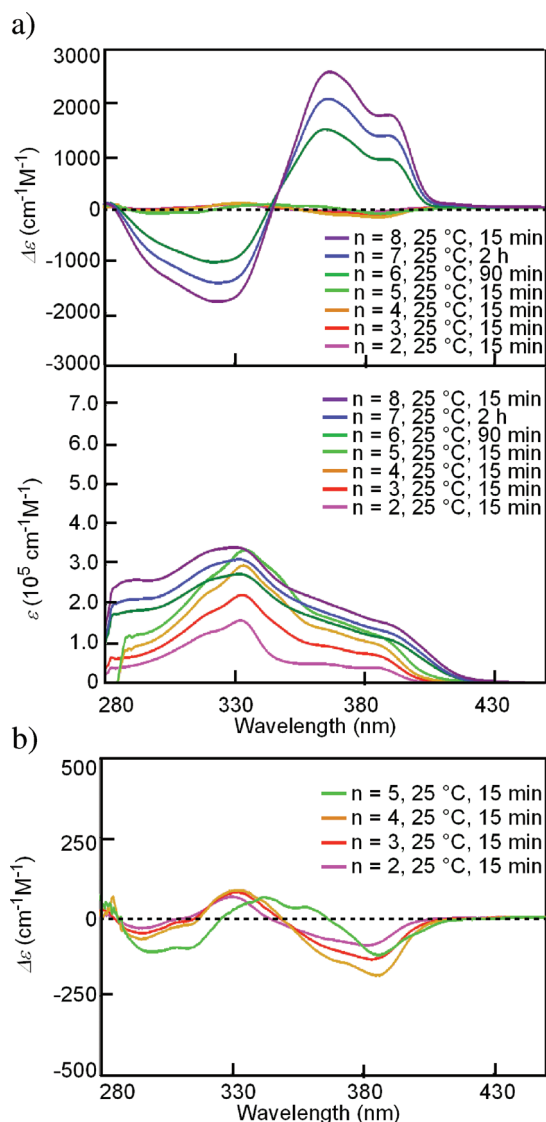 a)
3000
2000
1000
0
-1000
-2000
-3000
Δε (cm-1M-1)
n = 8, 25 °C, 15 min
n = 7, 25 °C, 2 h
n = 6, 25 °C, 90 min
n = 5, 25 °C, 15 min
n = 4, 25 °C, 15 min
n = 3, 25 °C, 15 min
n = 2, 25 °C, 15 min
7.0
6.0
5.0
4.0
3.0
2.0
1.0
0
ε (10⁵ cm-1M-1)
n = 8, 25 °C, 15 min
n = 7, 25 °C, 2 h
n = 6, 25 °C, 90 min
n = 5, 25 °C, 15 min
n = 4, 25 °C, 15 min
n = 3, 25 °C, 15 min
n = 2, 25 °C, 15 min
280 330 380 430
Wavelength (nm)
b)
500
250
0
-250
-500
Δε (cm-1M-1)
n = 5, 25 °C, 15 min
n = 4, 25 °C, 15 min
n = 3, 25 °C, 15 min
n = 2, 25 °C, 15 min
280 330 380 430
Wavelength (nm)